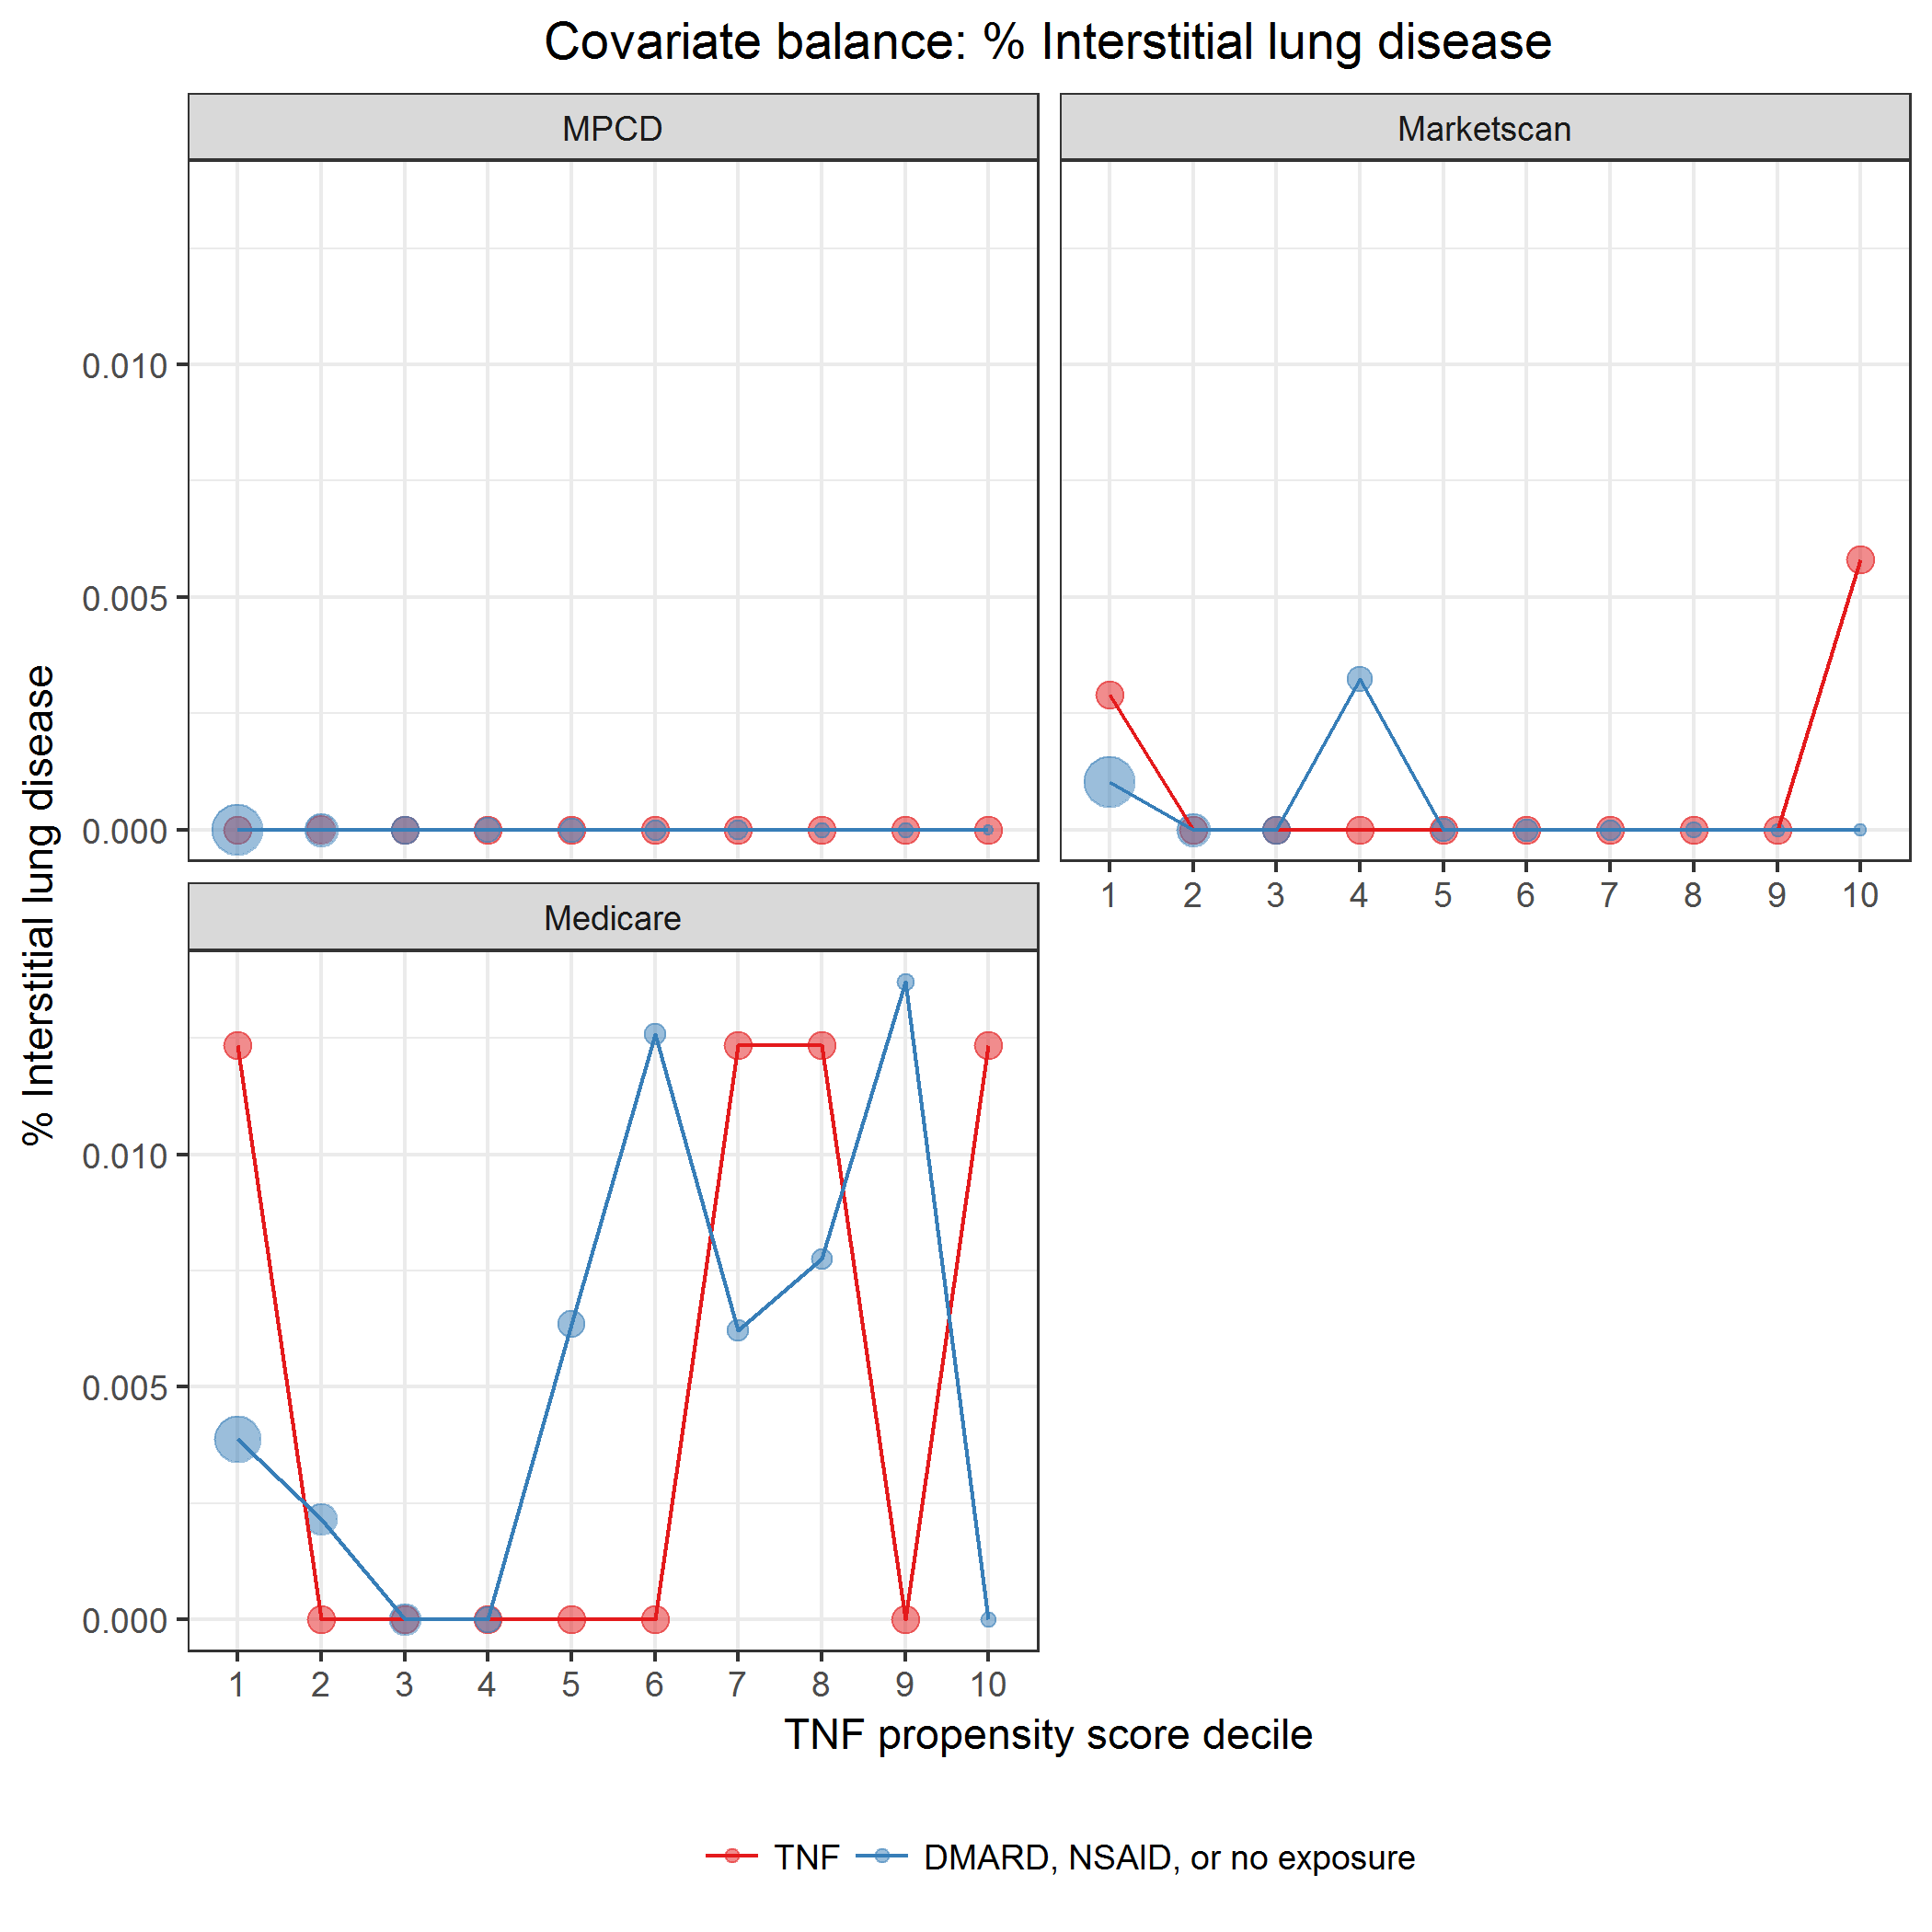 Covariate balance: % Interstitial lung disease
MPCD
Marketscan
0.010
0.005
0.000
1 2 3 4 5 6 7 8 9 10
Medicare
0.010
0.005
0.000
1 2 3 4 5 6 7 8 9 10
% Interstitial lung disease
TNF propensity score decile
TNF
DMARD, NSAID, or no exposure